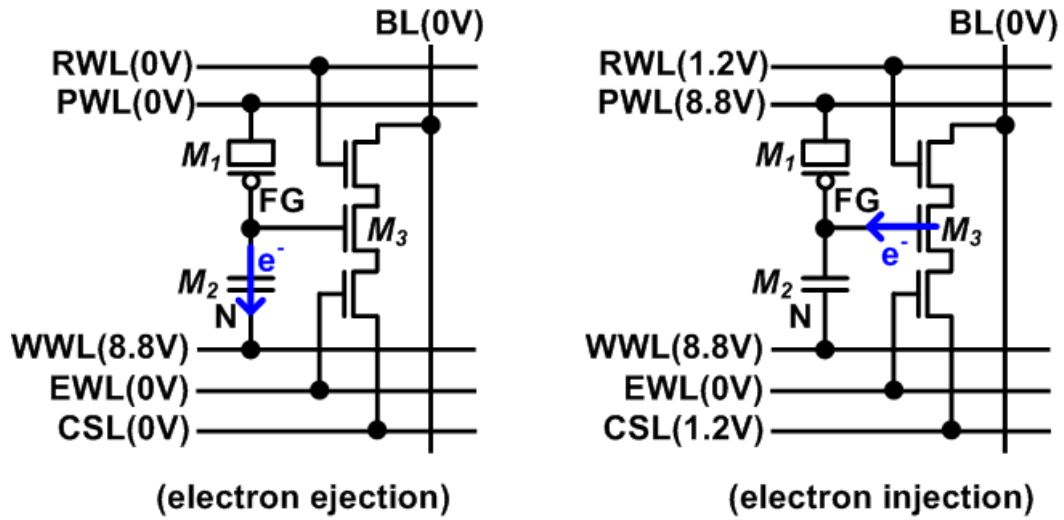 BL(0V)
RWL(0V)
PWL(0V)
M1
FG
M3
e-
M2
N
WWL(8.8V)
EWL(0V)
CSL(0V)
(electron ejection)
BL(0V)
RWL(1.2V)
PWL(8.8V)
M1
FG
M3
e-
M2
N
WWL(8.8V)
EWL(0V)
CSL(1.2V)
(electron injection)